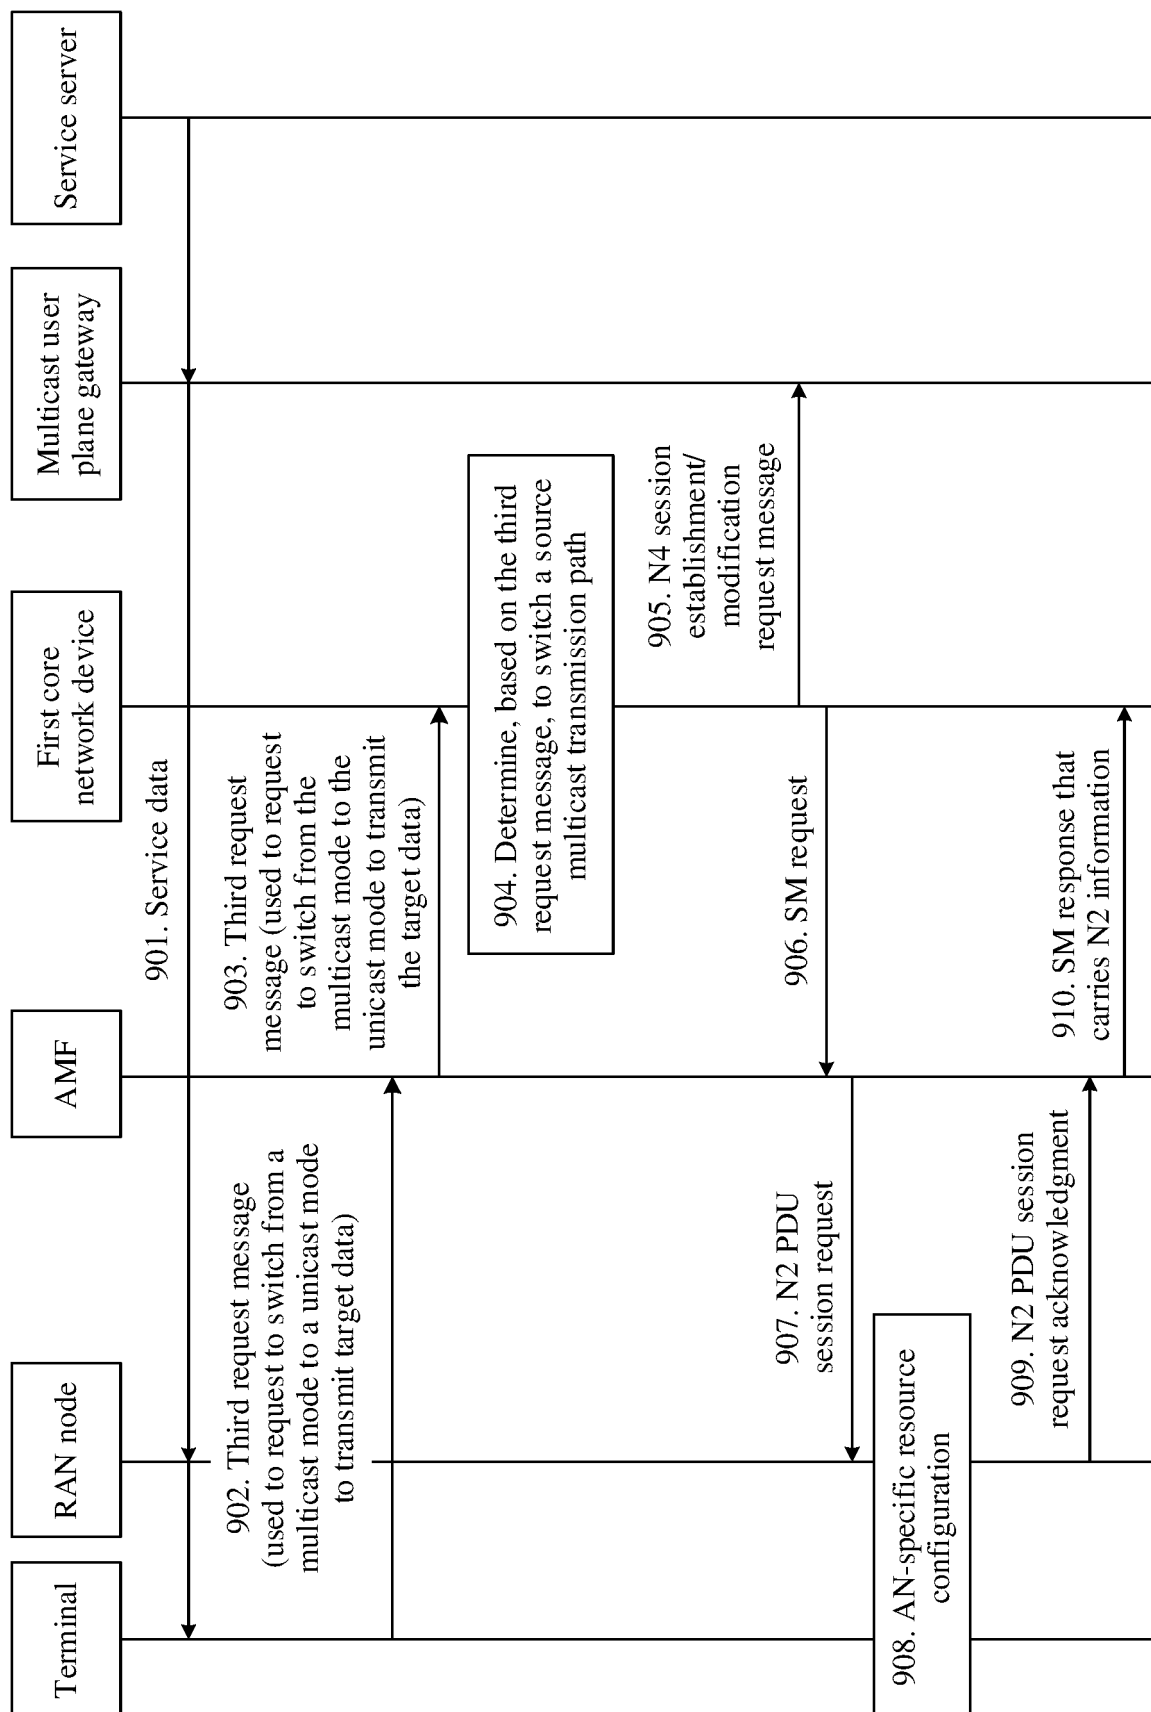 Terminal
RAN node
AMF
First core
network device
Multicast user
plane gateway
Service server
901. Service data
902. Third request message
(used to request to switch from a
multicast mode to a unicast mode
to transmit target data)
903. Third request
message (used to request
to switch from the
multicast mode to the
unicast mode to transmit
the target data)
904. Determine, based on the third
request message, to switch a source
multicast transmission path
905. N4 session
establishment/
modification
request message
906. SM request
907. N2 PDU
session request
908. AN-specific resource
configuration
909. N2 PDU session
request acknowledgment
910. SM response that
carries N2 information